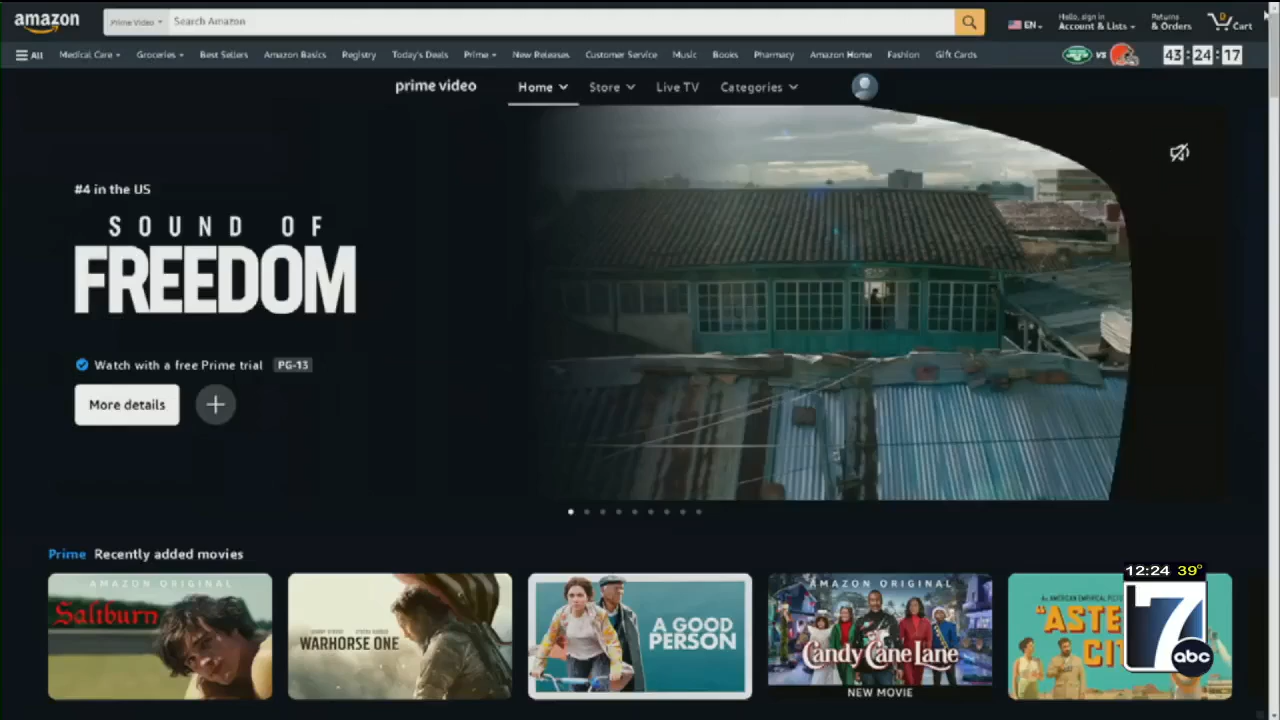 amazon
Prime Video
Search Amazon
EN
Hello, sign in
Account & Lists
Returns
& Orders
0
Cart
All
Medical Care
Groceries
Best Sellers
Amazon Basics
Registry
Today's Deals
Prime
New Releases
Customer Service
Music
Books
Pharmacy
Amazon Home
Fashion
Gift Cards
VS
43:24:17
prime video
Home
Store
Live TV
Categories
#4 in the US
SOUND OF
FREEDOM
Watch with a free Prime trial
PG-13
More details
Prime Recently added movies
AMAZON ORIGINAL
Saltburn
WARHORSE ONE
A GOOD
PERSON
AMAZON ORIGINAL
Candy Cane Lane
NEW MOVIE
"ASTE
CIT
12:24 39°
7
abc